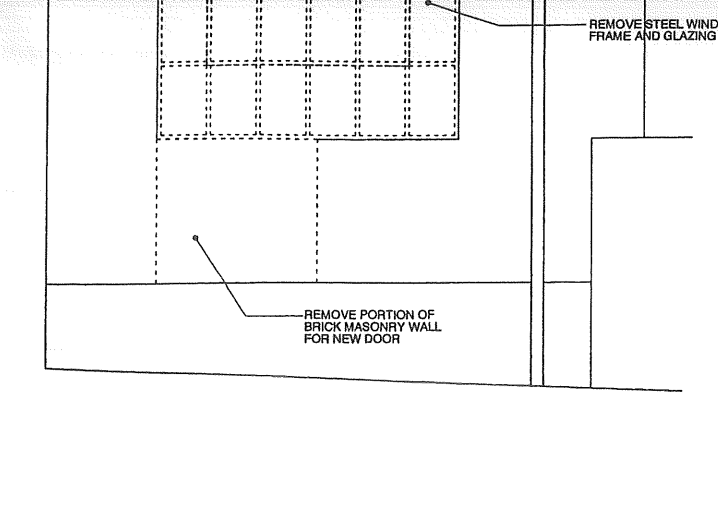 REMOVE STEEL WIND
FRAME AND GLAZING
REMOVE PORTION OF
BRICK MASONRY WALL
FOR NEW DOOR